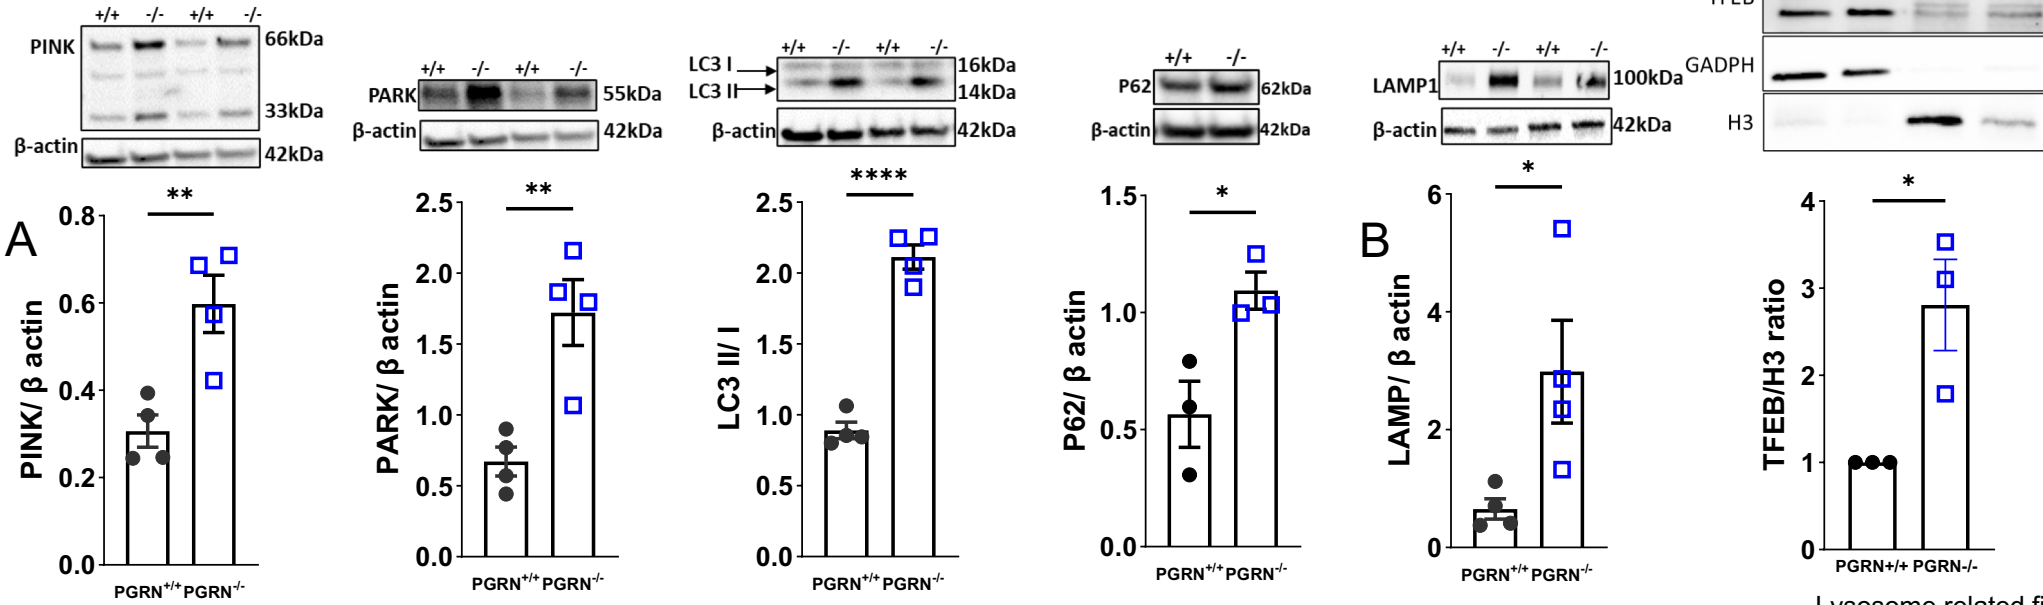 +/+ -/- +/+ -/-
PINK 66kDa
33kDa
β-actin 42kDa
**
A
PINK/ β actin
0.8
0.6
0.4
0.2
0.0
PGRN+/+ PGRN-/-
+/+ -/- +/+ -/-
PARK 55kDa
β-actin 42kDa
**
PARK/ β actin
2.5
2.0
1.5
1.0
0.5
0.0
PGRN+/+ PGRN-/-
+/+ -/- +/+ -/-
LC3 I 16kDa
LC3 II 14kDa
β-actin 42kDa
****
LC3 II/ I
2.5
2.0
1.5
1.0
0.5
0.0
PGRN+/+ PGRN-/-
+/+ -/-
P62 62kDa
β-actin 42kDa
*
P62/ β actin
1.5
1.0
0.5
0.0
PGRN+/+ PGRN-/-
+/+ -/- +/+ -/-
LAMP1 100kDa
β-actin 42kDa
*
B
LAMP/ β actin
6
4
2
0
PGRN+/+ PGRN-/-
GADPH
H3
*
TFEB/H3 ratio
4
3
2
1
0
PGRN+/+ PGRN-/-
Lysosome related